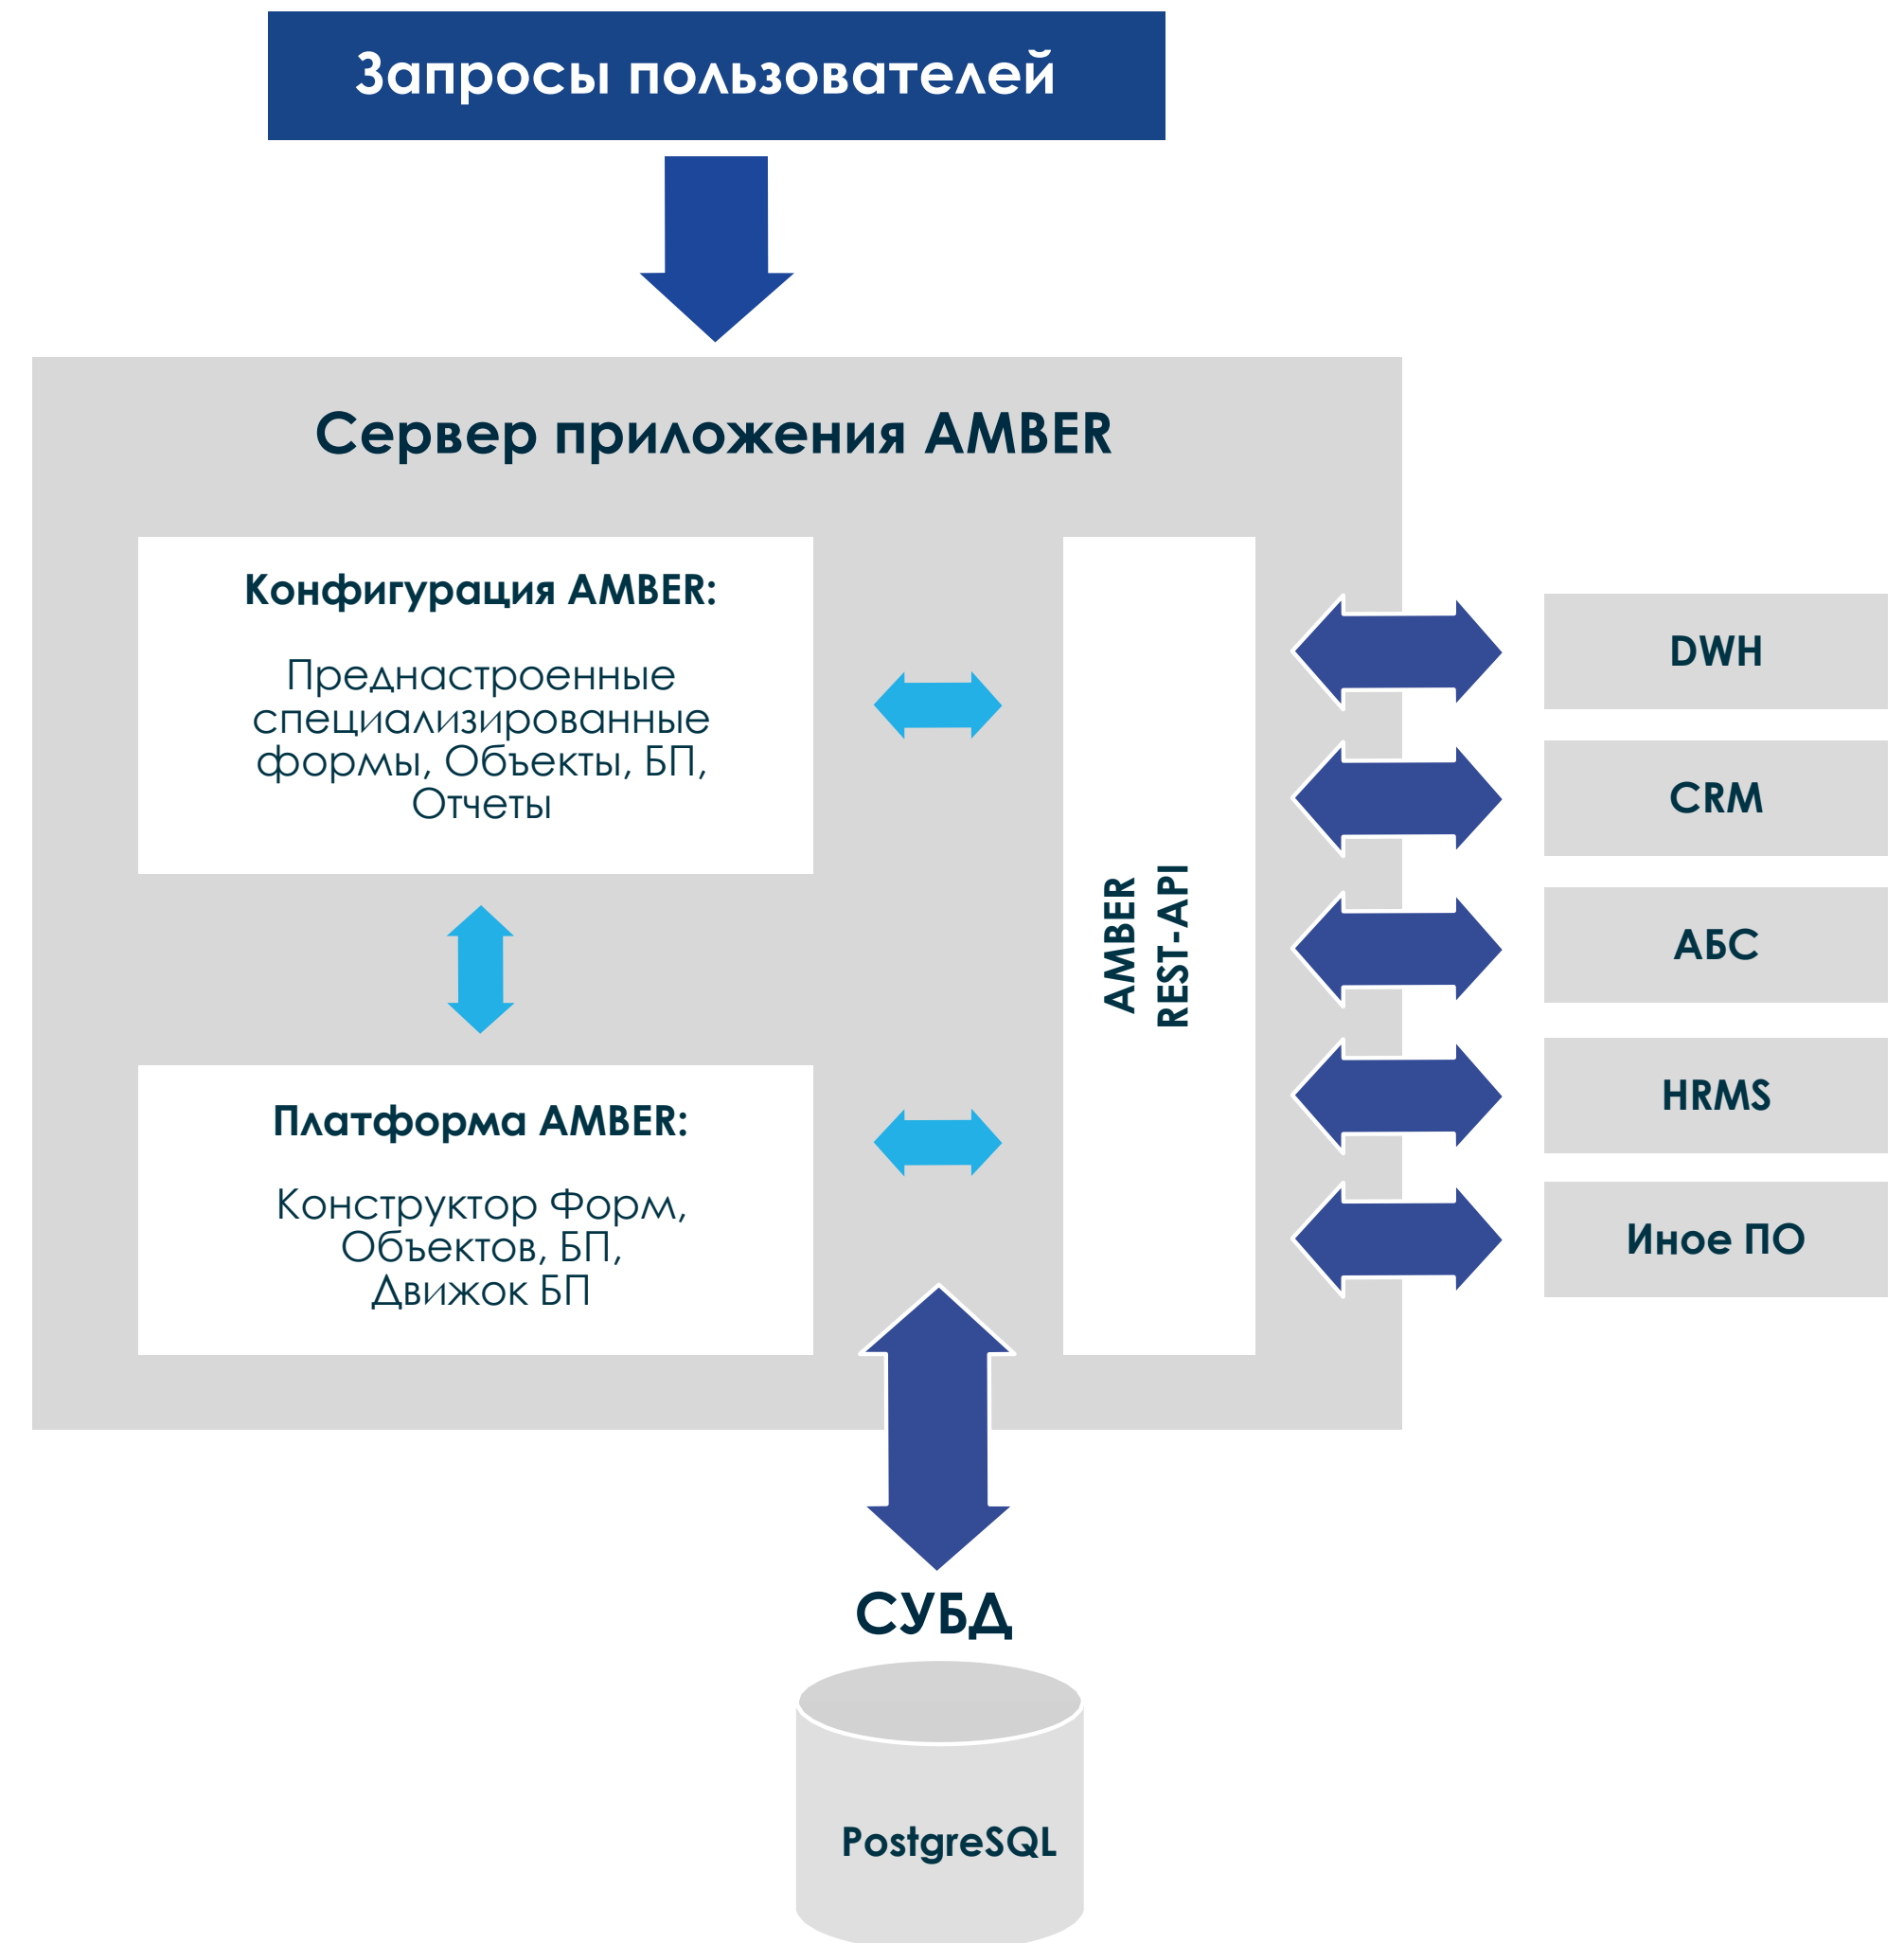 Запросы пользователей
Сервер приложения AMBER
Конфигурация AMBER:
Преднастроенные
специализированные
формы, Объекты, БП,
Отчеты
Платформа AMBER:
Конструктор Форм,
Объектов, БП,
Движок БП
AMBER
REST-API
DWH
CRM
АБС
HRMS
Иное ПО
СУБД
PostgreSQL